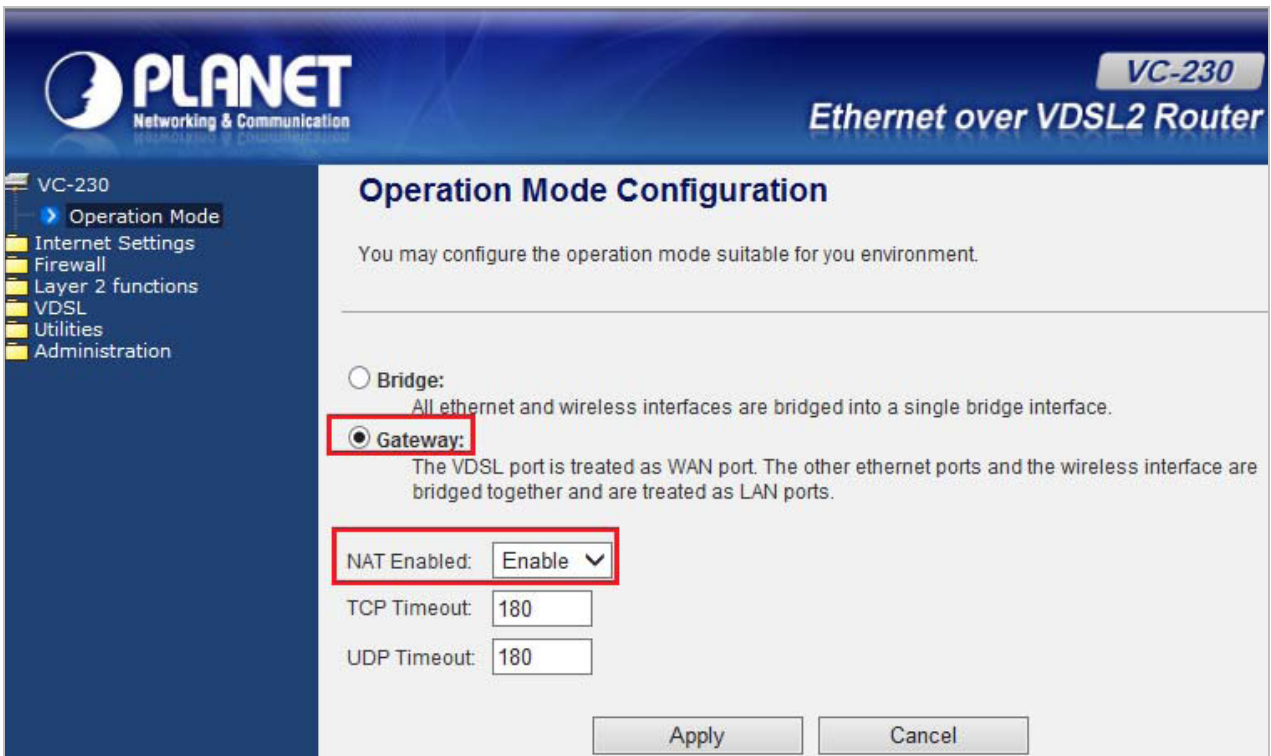 PLANET
Networking & Communication
VC-230
Ethernet over VDSL2 Router
VC-230
Operation Mode
Internet Settings
Firewall
Layer 2 functions
VDSL
Utilities
Administration
Operation Mode Configuration
You may configure the operation mode suitable for you environment.
Bridge:
All ethernet and wireless interfaces are bridged into a single bridge interface.
Gateway:
The VDSL port is treated as WAN port. The other ethernet ports and the wireless interface are
bridged together and are treated as LAN ports.
NAT Enabled: Enable
TCP Timeout: 180
UDP Timeout: 180
Apply Cancel